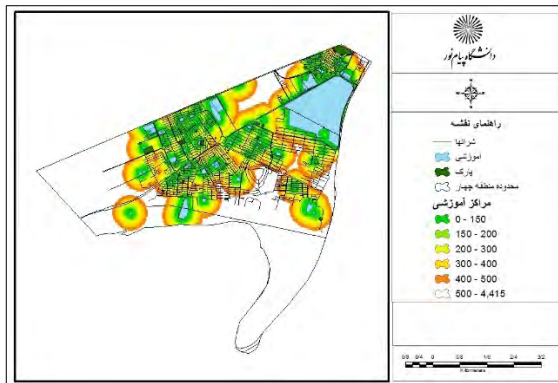 دانشگاه پیام نور
راهنمای نقشه
شریانها
آموزشی
پارک
محدوده منطقه چهار
مراکز آموزشی
0 - 150
150 - 200
200 - 300
300 - 400
400 - 500
500 - 4,415
Kilometers